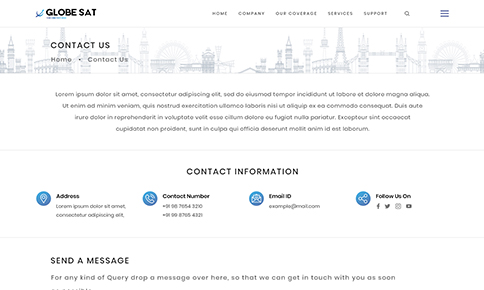 GLOBE SAT
HOME COMPANY OUR COVERAGE SERVICES SUPPORT
CONTACT US
Home • Contact Us
Lorem ipsum dolor sit amet, consectetur adipiscing elit, sed do eiusmod tempor incididunt ut labore et dolore magna aliqua.
Ut enim ad minim veniam, quis nostrud exercitation ullamco laboris nisi ut aliquip ex ea commodo consequat. Duis aute
irure dolor in reprehenderit in voluptate velit esse cillum dolore eu fugiat nulla pariatur. Excepteur sint occaecat
cupidatat non proident, sunt in culpa qui officia deserunt mollit anim id est laborum.
CONTACT INFORMATION
Address
Lorem ipsum dolor sit amet,
consectetur adipiscing elit,
Contact Number
+91 98 7654 3210
+91 99 8765 4321
Email ID
example@mail.com
Follow Us On
SEND A MESSAGE
For any kind of Query drop a message over here, so that we can get in touch with you as soon